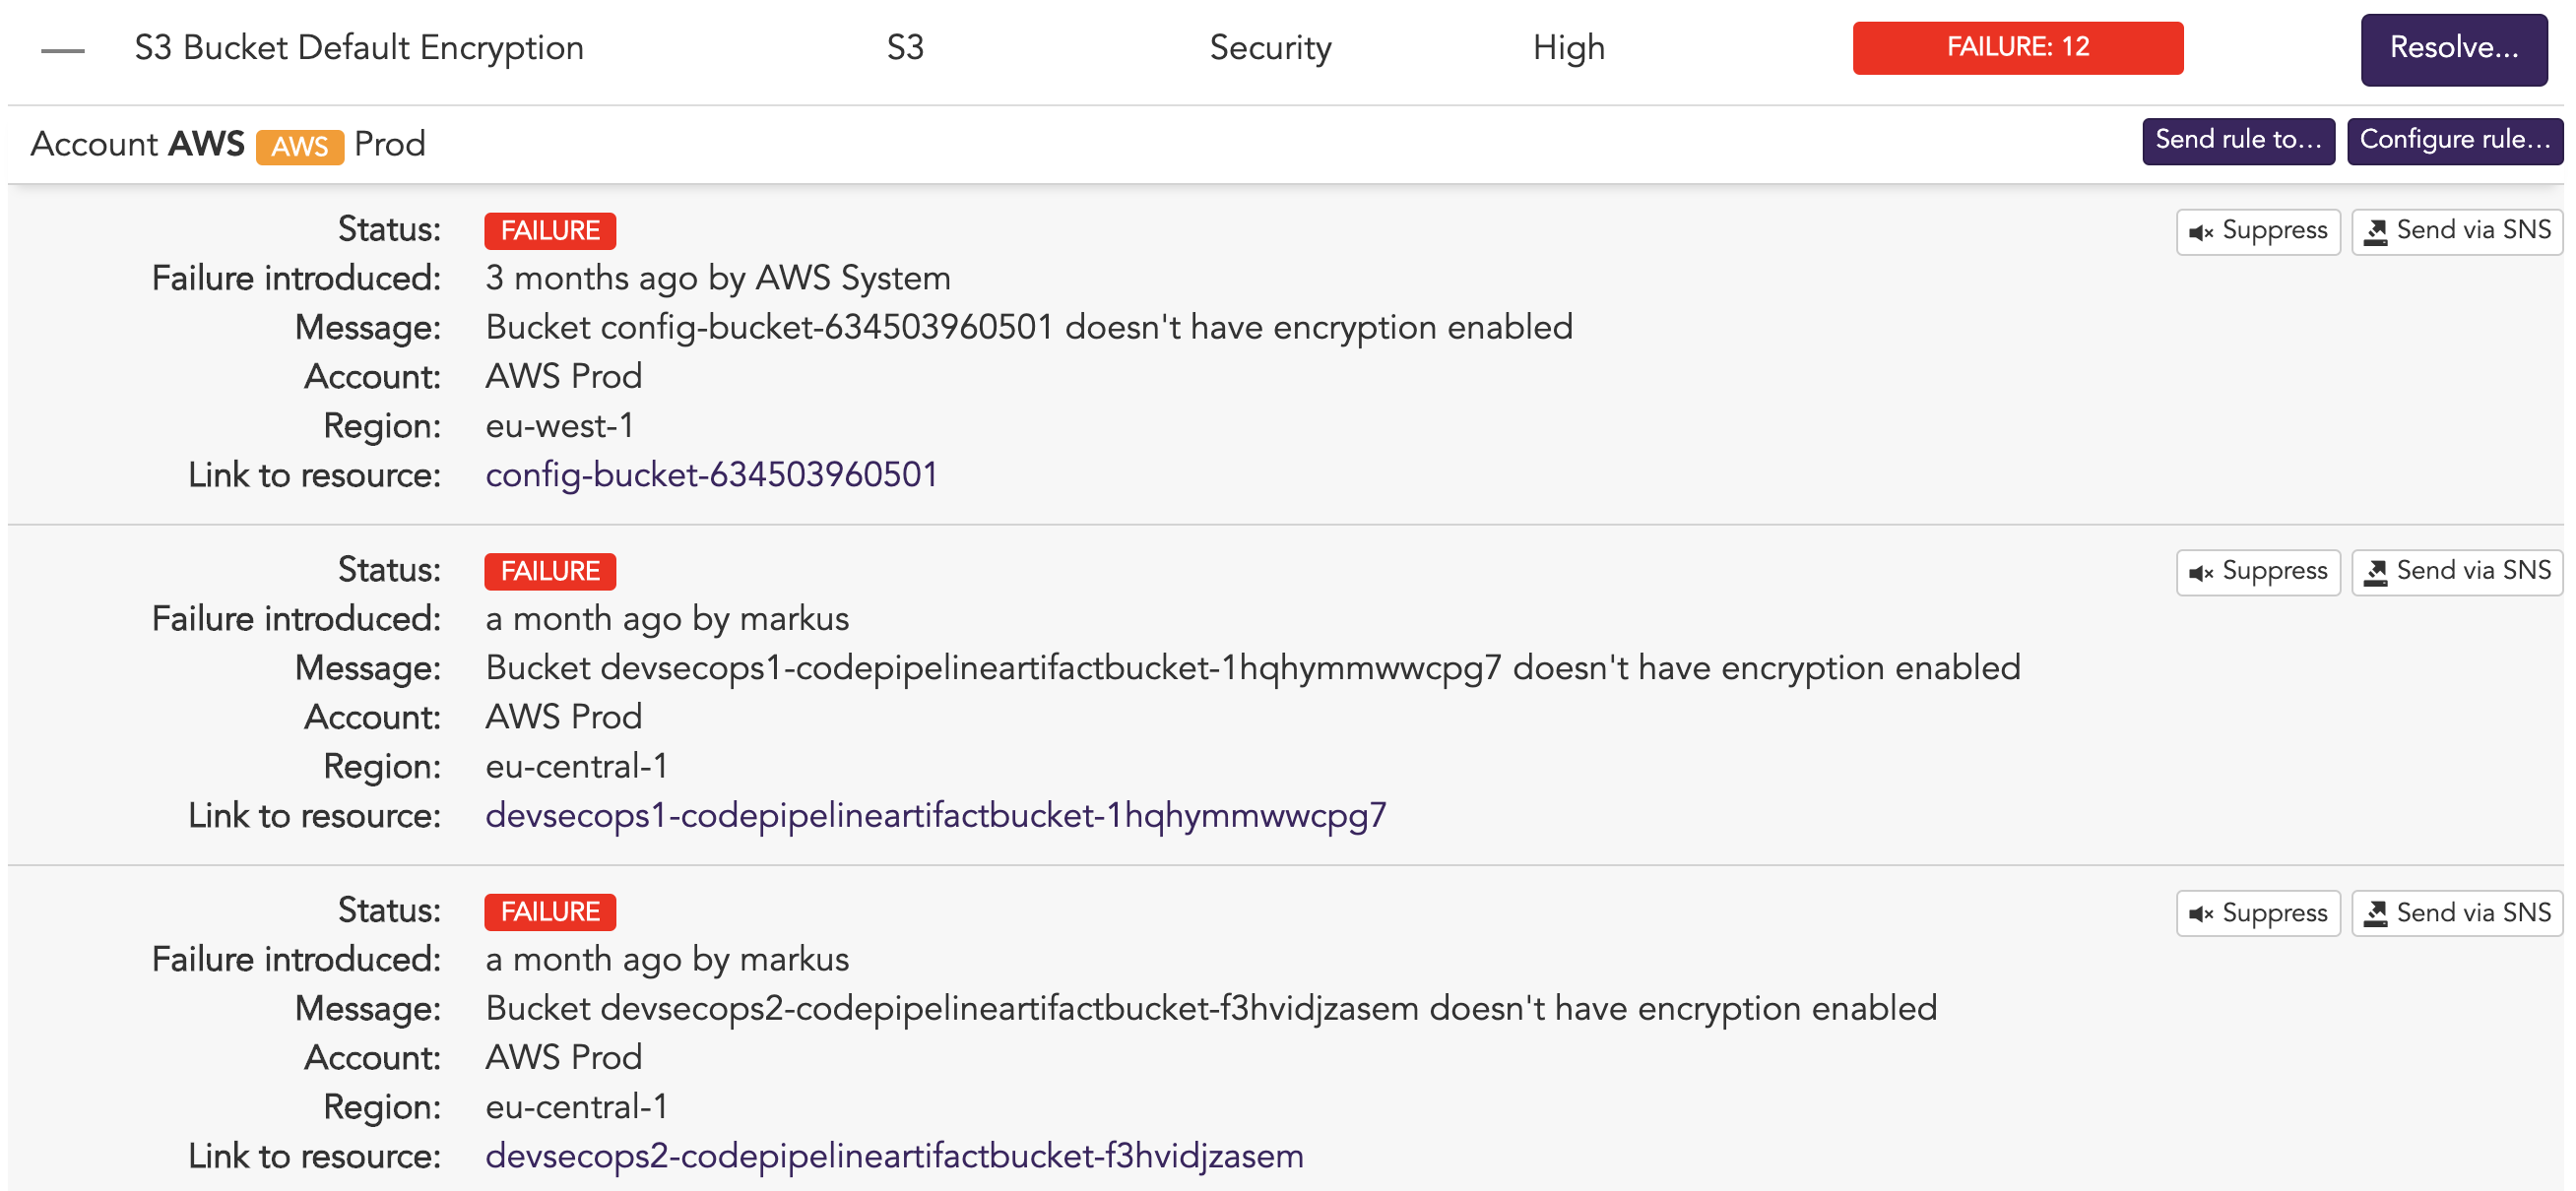 S3 Bucket Default Encryption S3 Security High FAILURE: 12 Resolve...
Account AWS AWS Prod Send rule to... Configure rule...
Status: FAILURE Suppress Send via SNS
Failure introduced: 3 months ago by AWS System
Message: Bucket config-bucket-634503960501 doesn't have encryption enabled
Account: AWS Prod
Region: eu-west-1
Link to resource: config-bucket-634503960501
Status: FAILURE Suppress Send via SNS
Failure introduced: a month ago by markus
Message: Bucket devsecops1-codepipelineartifactbucket-1hqhymmwwcpg7 doesn't have encryption enabled
Account: AWS Prod
Region: eu-central-1
Link to resource: devsecops1-codepipelineartifactbucket-1hqhymmwwcpg7
Status: FAILURE Suppress Send via SNS
Failure introduced: a month ago by markus
Message: Bucket devsecops2-codepipelineartifactbucket-f3hvidjzasem doesn't have encryption enabled
Account: AWS Prod
Region: eu-central-1
Link to resource: devsecops2-codepipelineartifactbucket-f3hvidjzasem